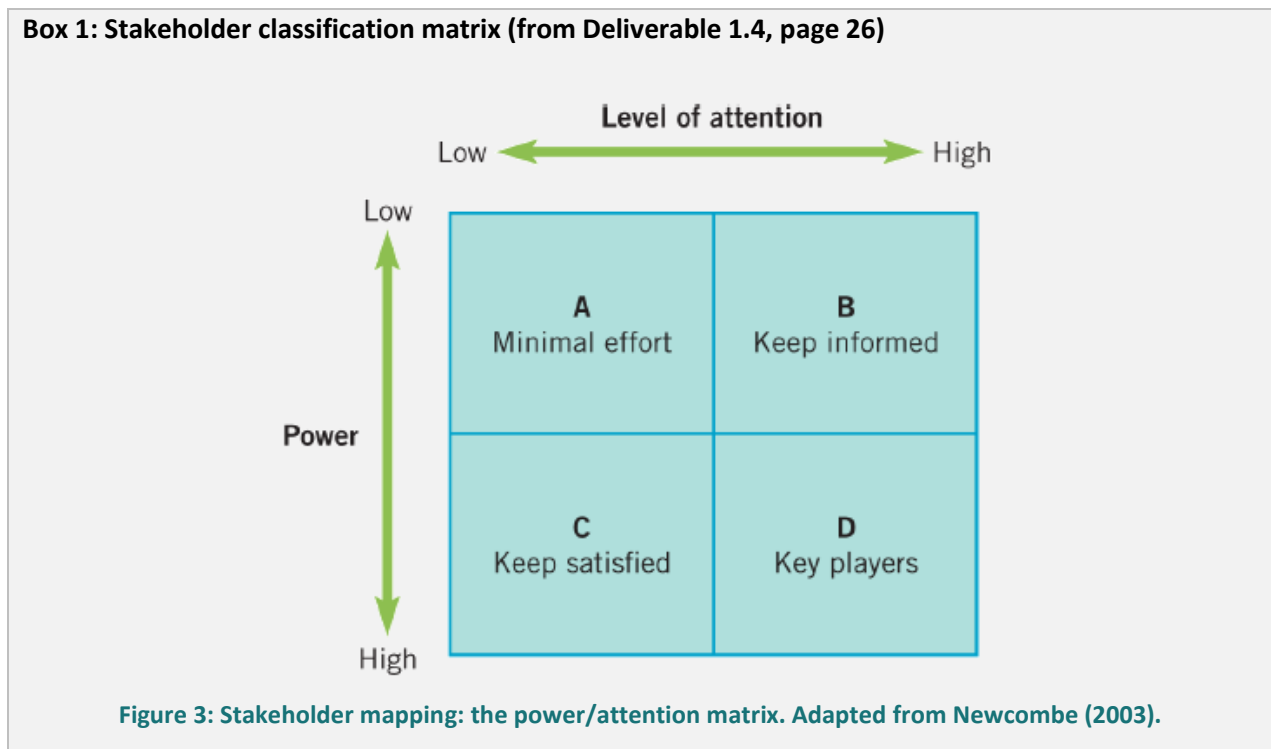 Box 1: Stakeholder classification matrix (from Deliverable 1.4, page 26)
Level of attention
Low
High
Low
Power
High
A
Minimal effort
B
Keep informed
C
Keep satisfied
D
Key players
Figure 3: Stakeholder mapping: the power/attention matrix. Adapted from Newcombe (2003).